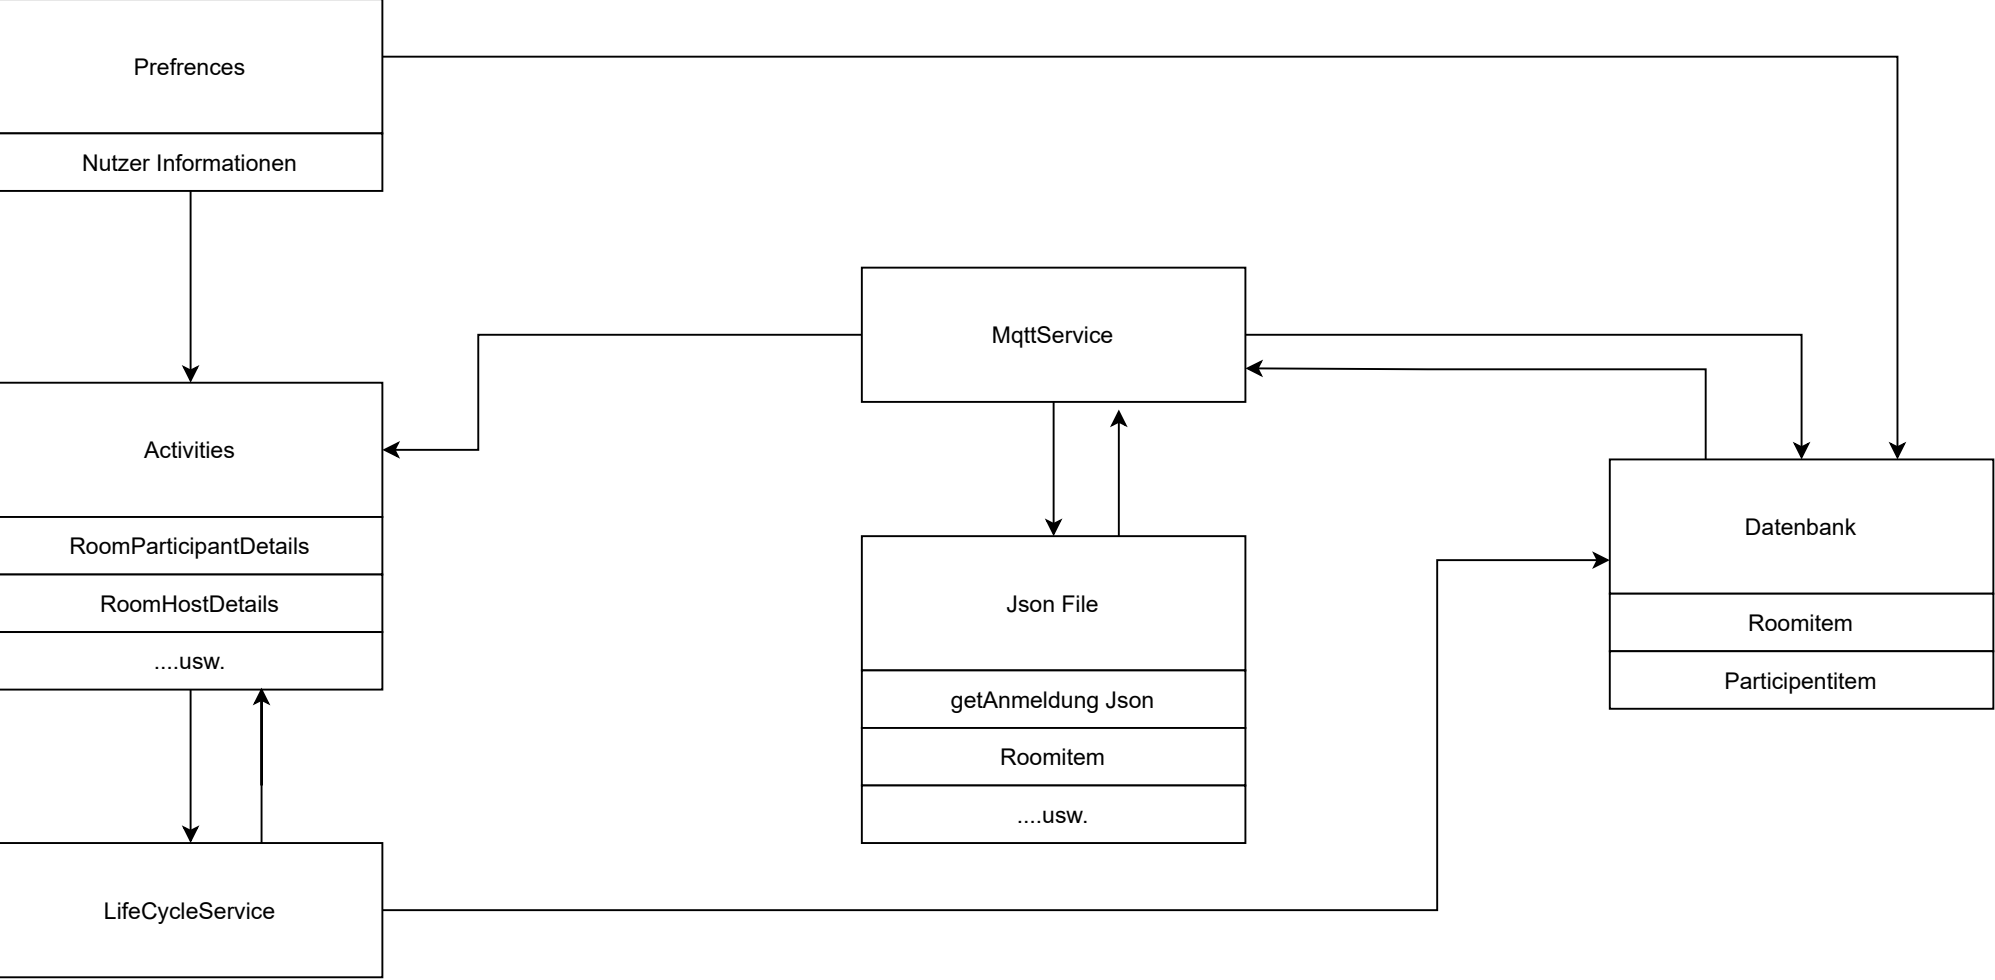 Prefrences
Nutzer Informationen
MqttService
Activities
RoomParticipantDetails
RoomHostDetails
....usw.
Json File
getAnmeldung Json
Roomitem
....usw.
Datenbank
Roomitem
Participentitem
LifeCycleService